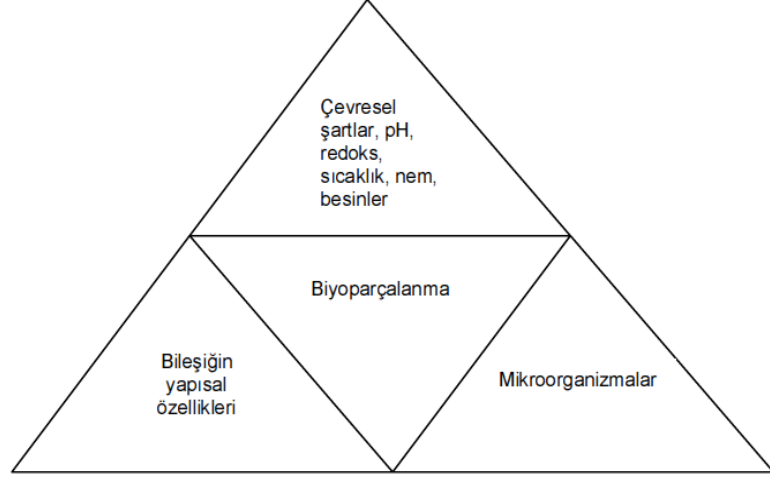 Çevresel
şartlar, pH,
redoks,
sıcaklık, nem,
besinler
Biyoparçalanma
Bileşiğin
yapısal
özellikleri
Mikroorganizmalar